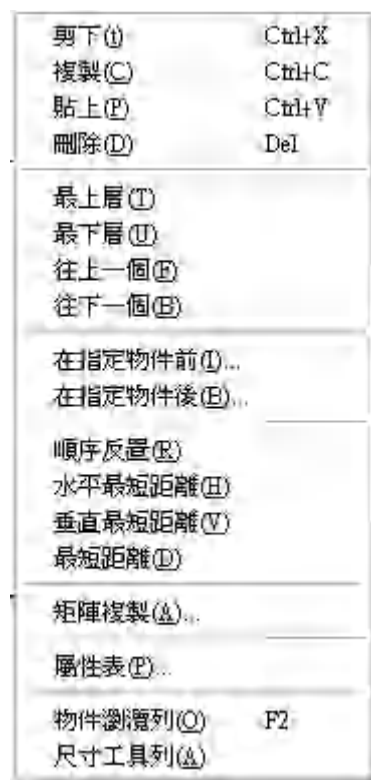 剪下(t) Ctrl+X
複製(C) Ctrl+C
貼上(P) Ctrl+V
刪除(D) Del
最上層(T)
最下層(U)
往上一個(F)
往下一個(B)
在指定物件前(I)...
在指定物件後(E)...
順序反置(R)
水平最短距離(H)
垂直最短距離(V)
最短距離(D)
矩陣複製(A)...
屬性表(P)...
物件瀏覽列(O) F2
尺寸工具列(A)